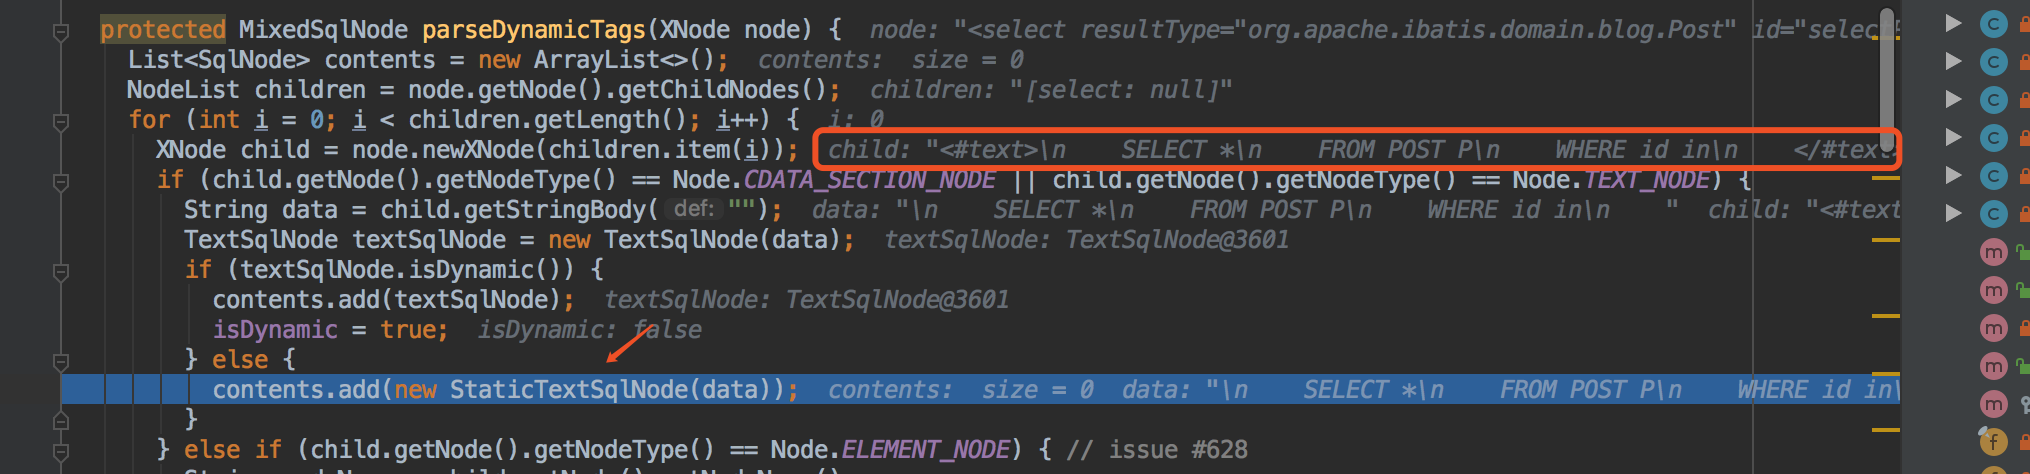 protected MixedSqlNode parseDynamicTags(XNode node) {  node: "<select resultType="org.apache.ibatis.domain.blog.Post" id="select
List<SqlNode> contents = new ArrayList<>();  contents:  size = 0
NodeList children = node.getNode().getChildNodes();  children: "[select: null]"
for (int i = 0; i < children.getLength(); i++) {  i: 0
XNode child = node.newXNode(children.item(i));  child: "<#text>\n    SELECT *\n    FROM POST P\n    WHERE id in\n    </#text
if (child.getNode().getNodeType() == Node.CDATA_SECTION_NODE || child.getNode().getNodeType() == Node.TEXT_NODE) {
String data = child.getStringBody( def: "");  data: "\n    SELECT *\n    FROM POST P\n    WHERE id in\n    "  child: "<#text
TextSqlNode textSqlNode = new TextSqlNode(data);  textSqlNode: TextSqlNode@3601
if (textSqlNode.isDynamic()) {
contents.add(textSqlNode);  textSqlNode: TextSqlNode@3601
isDynamic = true;  isDynamic: false
} else {
contents.add(new StaticTextSqlNode(data));  contents:  size = 0  data: "\n    SELECT *\n    FROM POST P\n    WHERE id in\
}
} else if (child.getNode().getNodeType() == Node.ELEMENT_NODE) { // issue #628
C
C
C
C
C
C
m
m
m
m
m
f